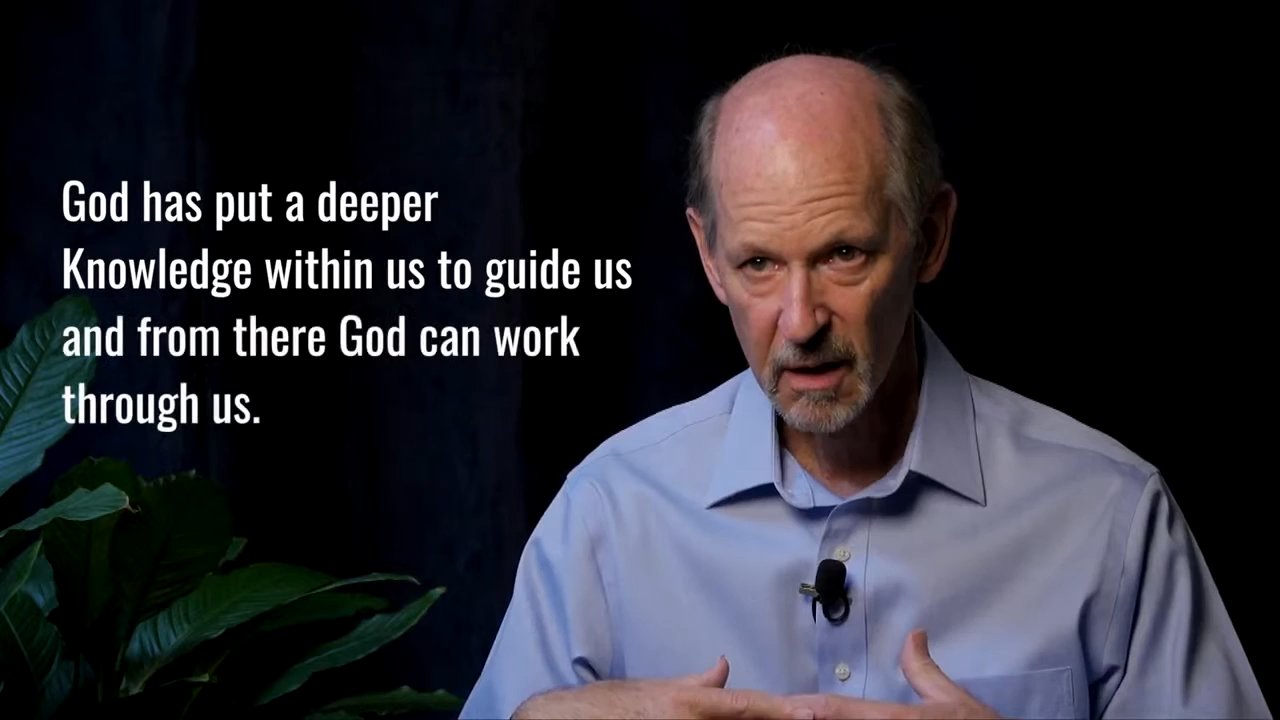 God has put a deeper
Knowledge within us to guide us
and from there God can work
through us.